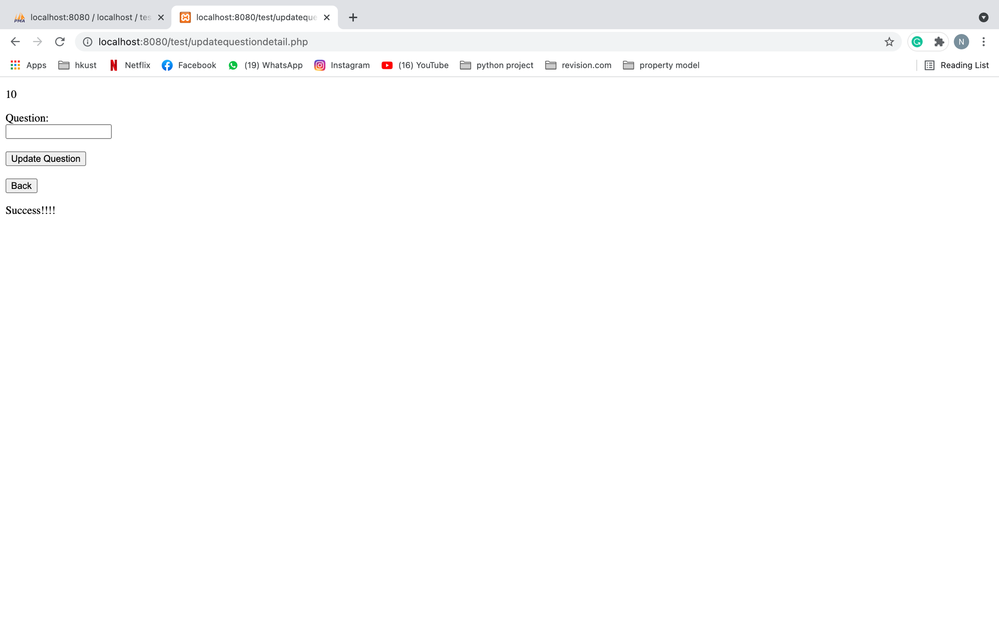 PMA localhost:8080 / localhost / tes localhost:8080/test/updateque
localhost:8080/test/updatequestiondetail.php N
Apps hkust Netflix Facebook (19) WhatsApp Instagram (16) YouTube python project revision.com property model Reading List
10
Question:
Update Question
Back
Success!!!!